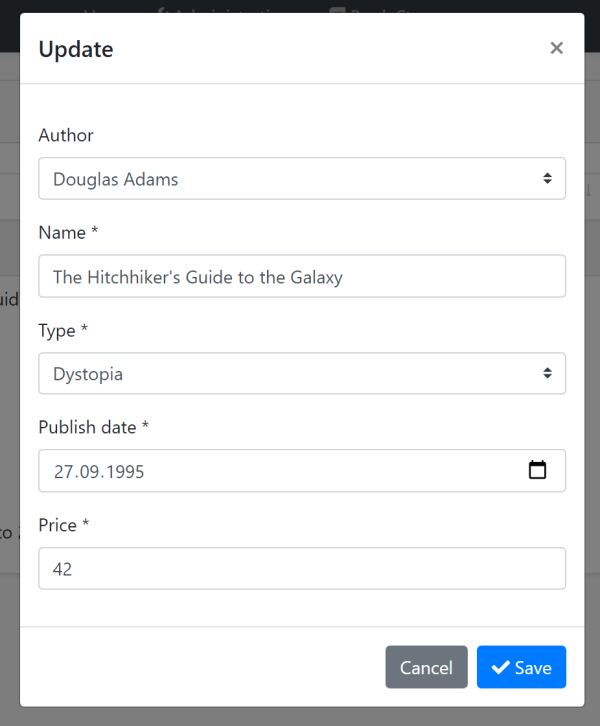 Update
×
Author
Douglas Adams
Name *
The Hitchhiker's Guide to the Galaxy
Type *
Dystopia
Publish date *
27.09.1995
Price *
42
Cancel
Save